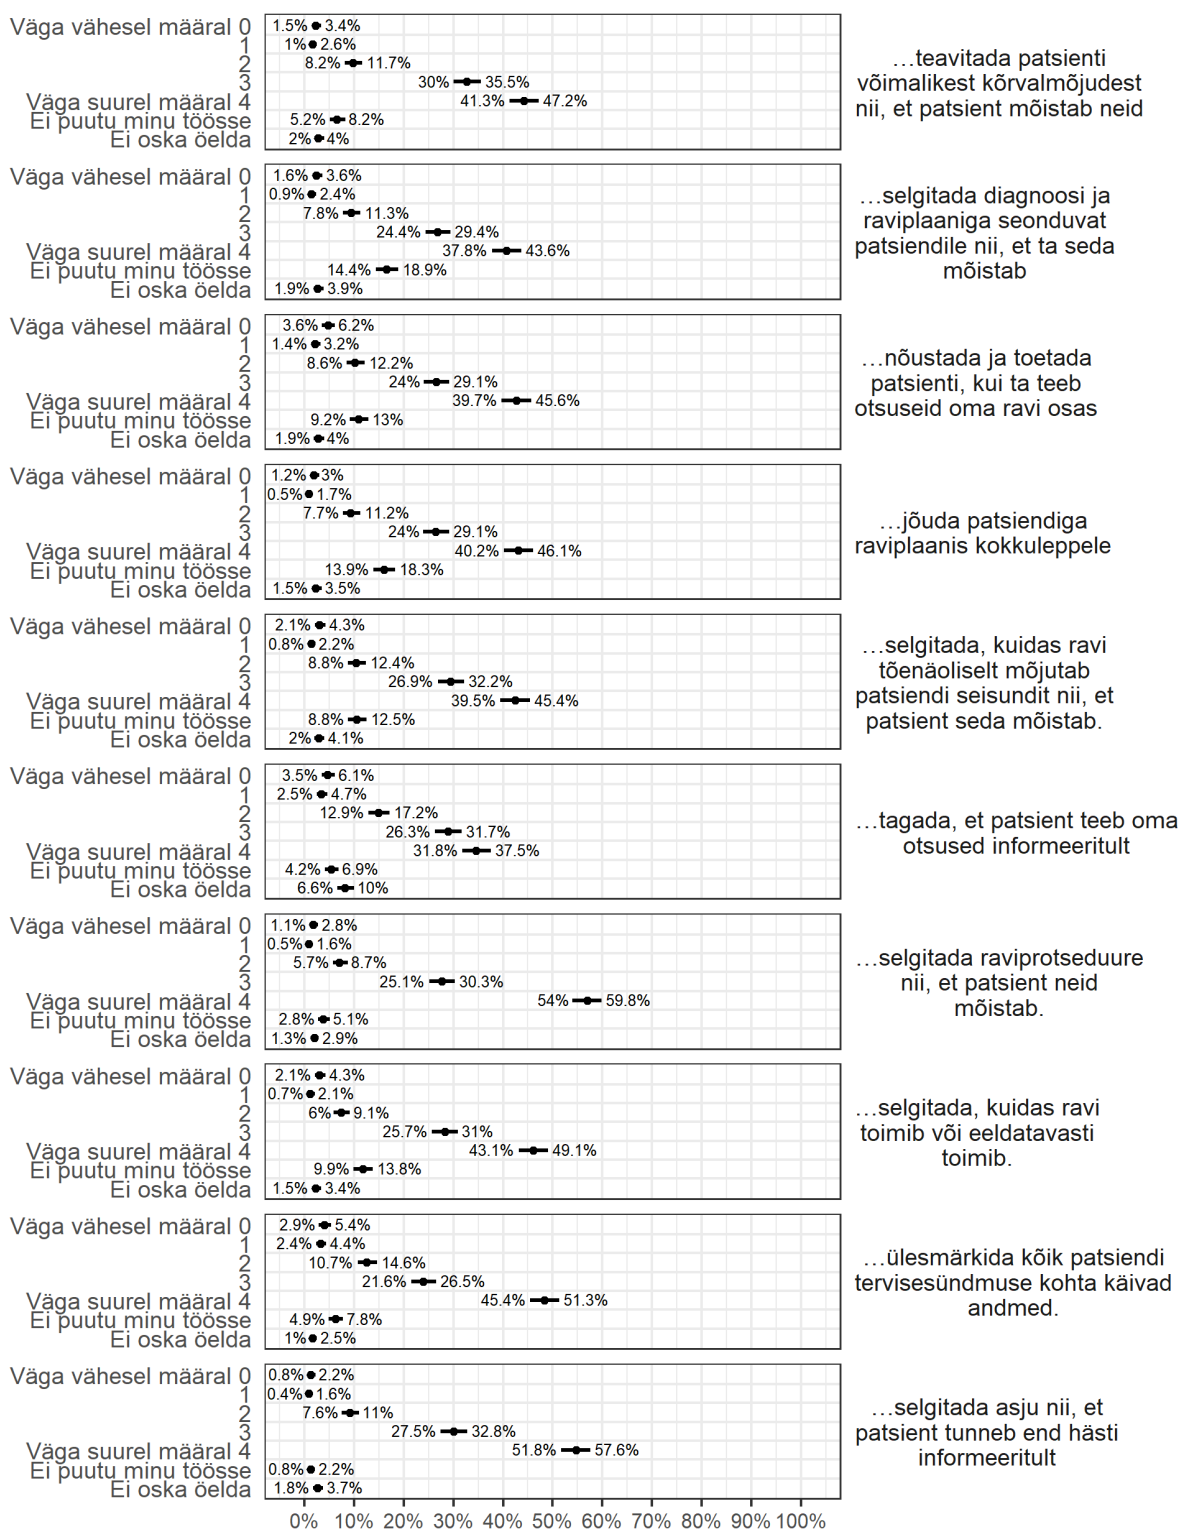 Väga vähesel määral 0 1.5% 3.4%
1 1% 2.6%
2 8.2% 11.7%
3 30% 35.5%
Väga suurel määral 4 41.3% 47.2%
Ei puutu minu töösse 5.2% 8.2%
Ei oska öelda 2% 4%
…teavitada patsienti
võimalikest kõrvalmõjudest
nii, et patsient mõistab neid
Väga vähesel määral 0 1.6% 3.6%
1 0.9% 2.4%
2 7.8% 11.3%
3 24.4% 29.4%
Väga suurel määral 4 37.8% 43.6%
Ei puutu minu töösse 14.4% 18.9%
Ei oska öelda 1.9% 3.9%
…selgitada diagnoosi ja
raviplaaniga seonduvat
patsiendile nii, et ta seda
mõistab
Väga vähesel määral 0 3.6% 6.2%
1 1.4% 3.2%
2 8.6% 12.2%
3 24% 29.1%
Väga suurel määral 4 39.7% 45.6%
Ei puutu minu töösse 9.2% 13%
Ei oska öelda 1.9% 4%
…nõustada ja toetada
patsienti, kui ta teeb
otsuseid oma ravi osas
Väga vähesel määral 0 1.2% 3%
1 0.5% 1.7%
2 7.7% 11.2%
3 24% 29.1%
Väga suurel määral 4 40.2% 46.1%
Ei puutu minu töösse 13.9% 18.3%
Ei oska öelda 1.5% 3.5%
…jõuda patsiendiga
raviplaanis kokkuleppele
Väga vähesel määral 0 2.1% 4.3%
1 0.8% 2.2%
2 8.8% 12.4%
3 26.9% 32.2%
Väga suurel määral 4 39.5% 45.4%
Ei puutu minu töösse 8.8% 12.5%
Ei oska öelda 2% 4.1%
…selgitada, kuidas ravi
tõenäoliselt mõjutab
patsiendi seisundit nii, et
patsient seda mõistab.
Väga vähesel määral 0 3.5% 6.1%
1 2.5% 4.7%
2 12.9% 17.2%
3 26.3% 31.7%
Väga suurel määral 4 31.8% 37.5%
Ei puutu minu töösse 4.2% 6.9%
Ei oska öelda 6.6% 10%
…tagada, et patsient teeb oma
otsused informeeritult
Väga vähesel määral 0 1.1% 2.8%
1 0.5% 1.6%
2 5.7% 8.7%
3 25.1% 30.3%
Väga suurel määral 4 54% 59.8%
Ei puutu minu töösse 2.8% 5.1%
Ei oska öelda 1.3% 2.9%
…selgitada raviprotseduure
nii, et patsient neid
mõistab.
Väga vähesel määral 0 2.1% 4.3%
1 0.7% 2.1%
2 6% 9.1%
3 25.7% 31%
Väga suurel määral 4 43.1% 49.1%
Ei puutu minu töösse 9.9% 13.8%
Ei oska öelda 1.5% 3.4%
…selgitada, kuidas ravi
toimib või eeldatavasti
toimib.
Väga vähesel määral 0 2.9% 5.4%
1 2.4% 4.4%
2 10.7% 14.6%
3 21.6% 26.5%
Väga suurel määral 4 45.4% 51.3%
Ei puutu minu töösse 4.9% 7.8%
Ei oska öelda 1% 2.5%
…ülesmärkida kõik patsiendi
tervisesündmuse kohta käivad
andmed.
Väga vähesel määral 0 0.8% 2.2%
1 0.4% 1.6%
2 7.6% 11%
3 27.5% 32.8%
Väga suurel määral 4 51.8% 57.6%
Ei puutu minu töösse 0.8% 2.2%
Ei oska öelda 1.8% 3.7%
…selgitada asju nii, et
patsient tunneb end hästi
informeeritult
0% 10% 20% 30% 40% 50% 60% 70% 80% 90% 100%